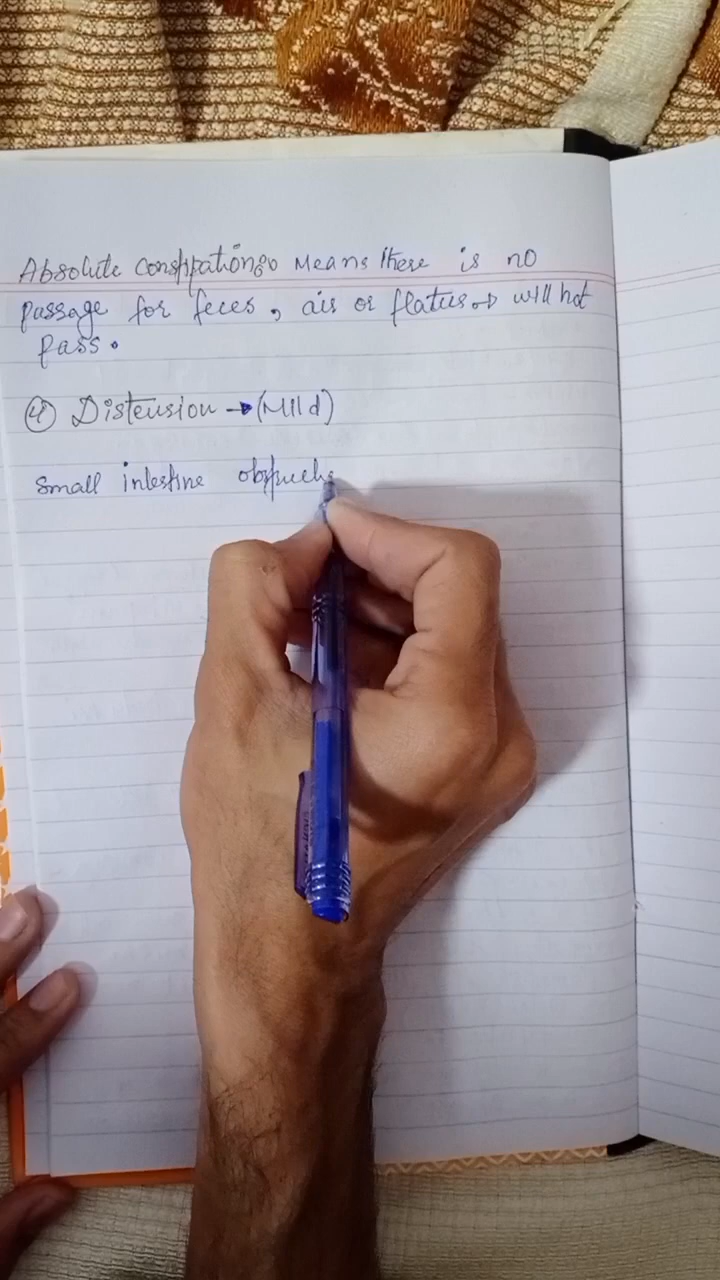 Absolute Constipation:o Means there is no
passage for feces, air or flatus → will not
pass.
④ Distension → (Mild)
Small intestine obstructi